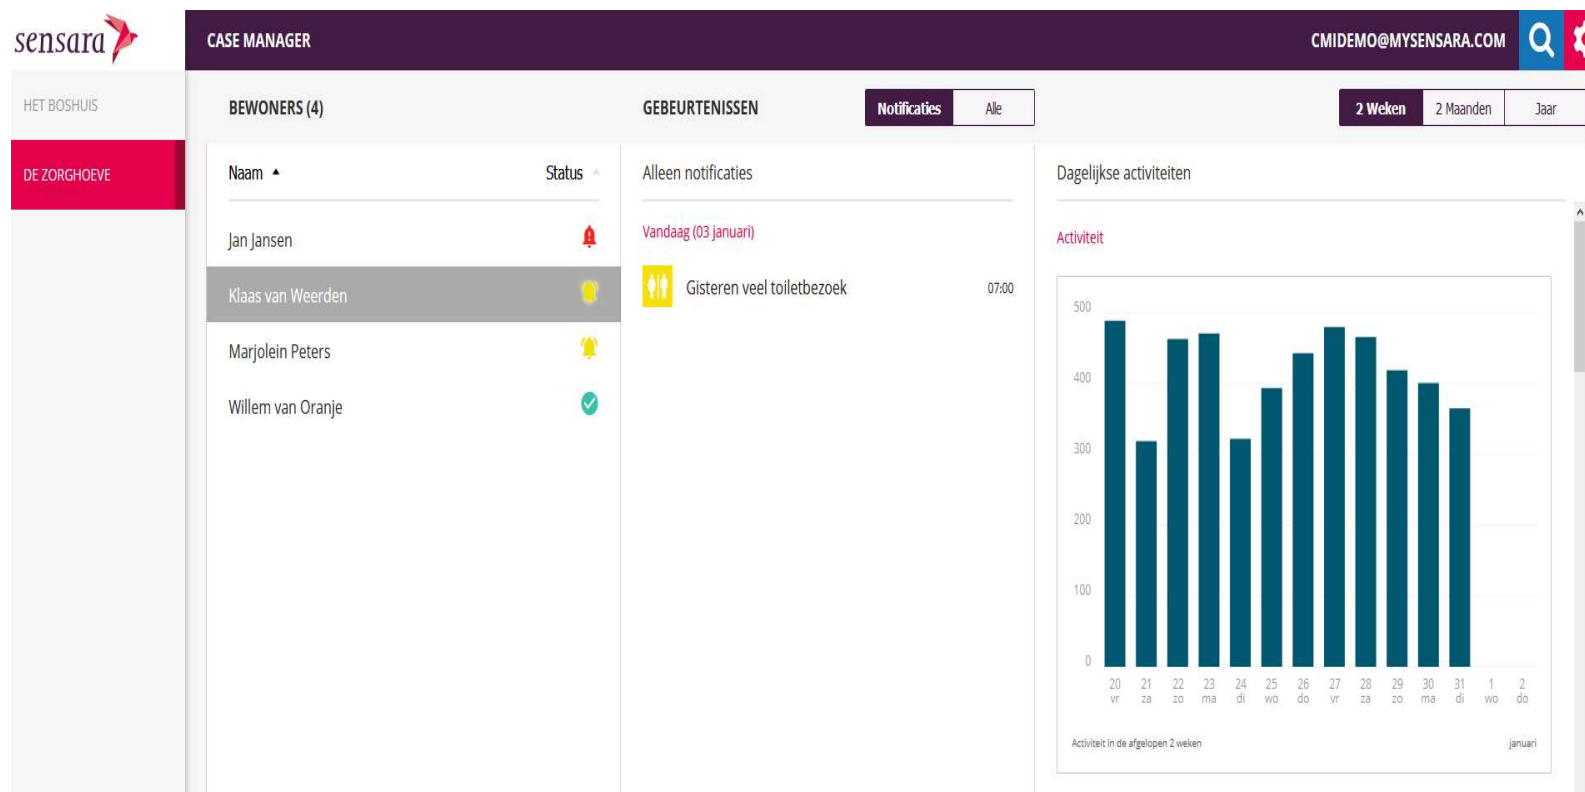 sensara
CASE MANAGER
CMIDEMO@MYSENSARA.COM
HET BOSHUIS
DE ZORGHOEVE
BEWONERS (4)
Naam
Status
Jan Jansen
Klaas van Weerden
Marjolein Peters
Willem van Oranje
GEBEURTENISSEN
Notificaties
Alle
Alleen notificaties
Vandaag (03 januari)
Gisteren veel toiletbezoek 07:00
2 Weken
2 Maanden
Jaar
Dagelijkse activiteiten
Activiteit
500
400
300
200
100
0
20 21 22 23 24 25 26 27 28 29 30 31 1 2
vr za zo ma di wo do vr za zo ma di wo do
Activiteit in de afgelopen 2 weken
januari